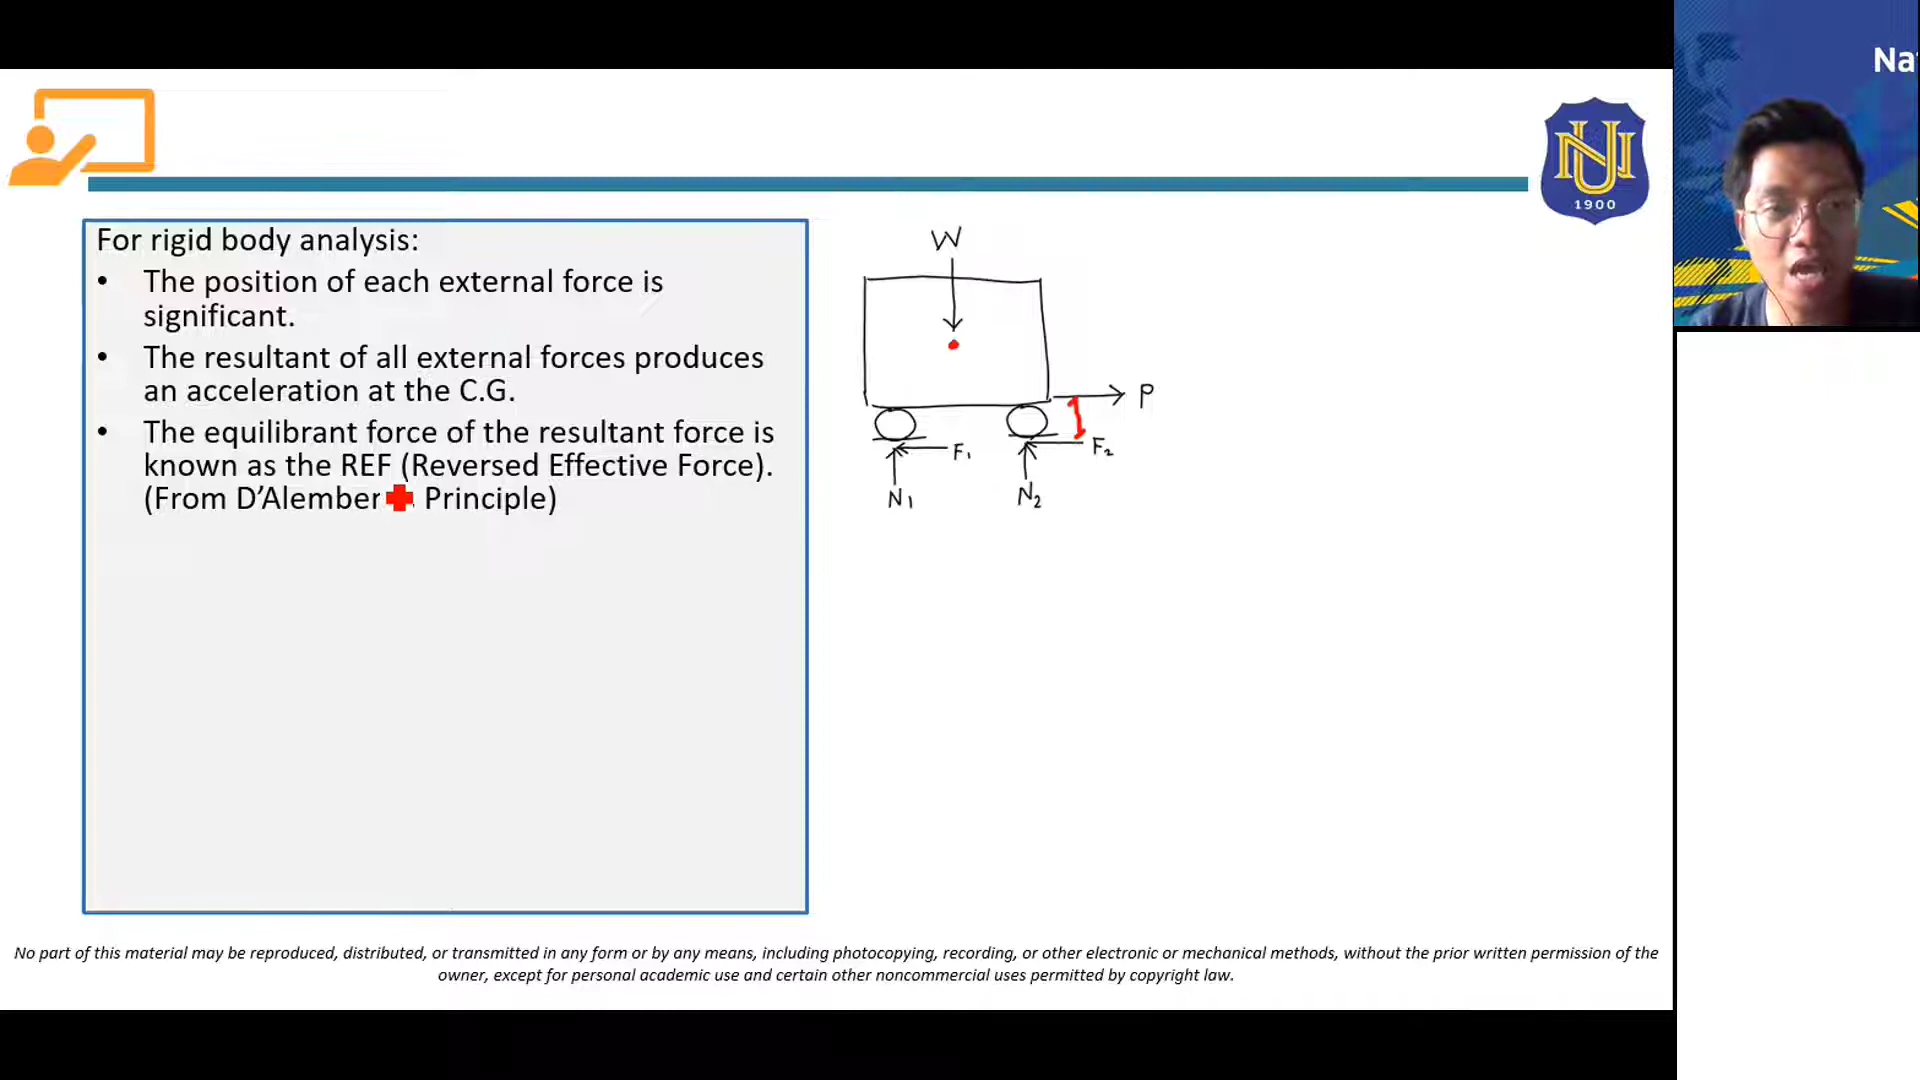 Na
NU
1900
For rigid body analysis:
• The position of each external force is
significant.
• The resultant of all external forces produces
an acceleration at the C.G.
• The equilibrant force of the resultant force is
known as the REF (Reversed Effective Force).
(From D’Alember Principle)
W
P
F₁
F₂
N₁
N₂
No part of this material may be reproduced, distributed, or transmitted in any form or by any means, including photocopying, recording, or other electronic or mechanical methods, without the prior written permission of the
owner, except for personal academic use and certain other noncommercial uses permitted by copyright law.